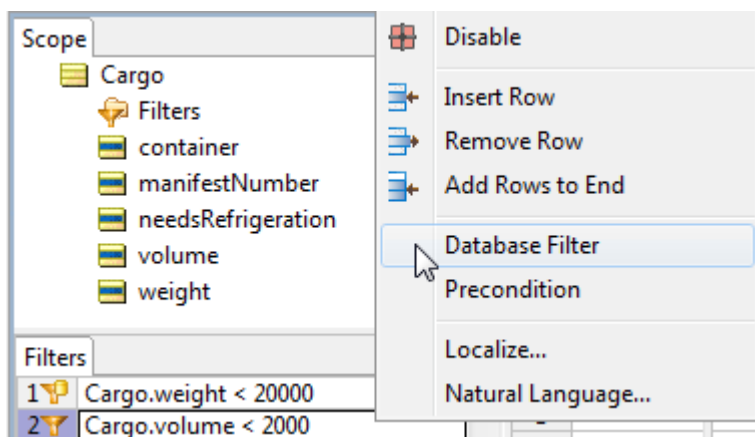 Scope
Cargo
Filters
container
manifestNumber
needsRefrigeration
volume
weight
Filters
1 Cargo.weight < 20000
2 Cargo.volume < 2000
Disable
Insert Row
Remove Row
Add Rows to End
Database Filter
Precondition
Localize...
Natural Language...